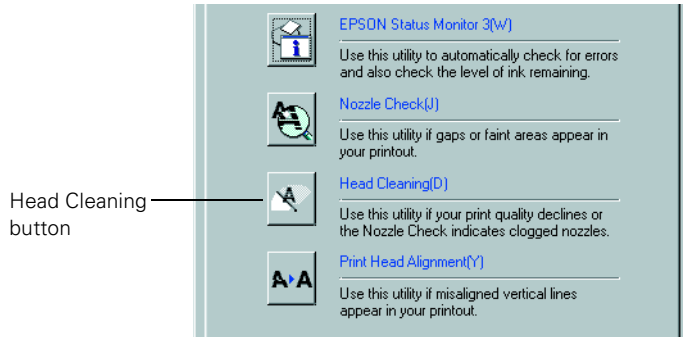 EPSON Status Monitor 3(W)
Use this utility to automatically check for errors
and also check the level of ink remaining.
Nozzle Check(J)
Use this utility if gaps or faint areas appear in
your printout.
Head Cleaning
button
Head Cleaning(D)
Use this utility if your print quality declines or
the Nozzle Check indicates clogged nozzles.
Print Head Alignment(Y)
Use this utility if misaligned vertical lines
appear in your printout.